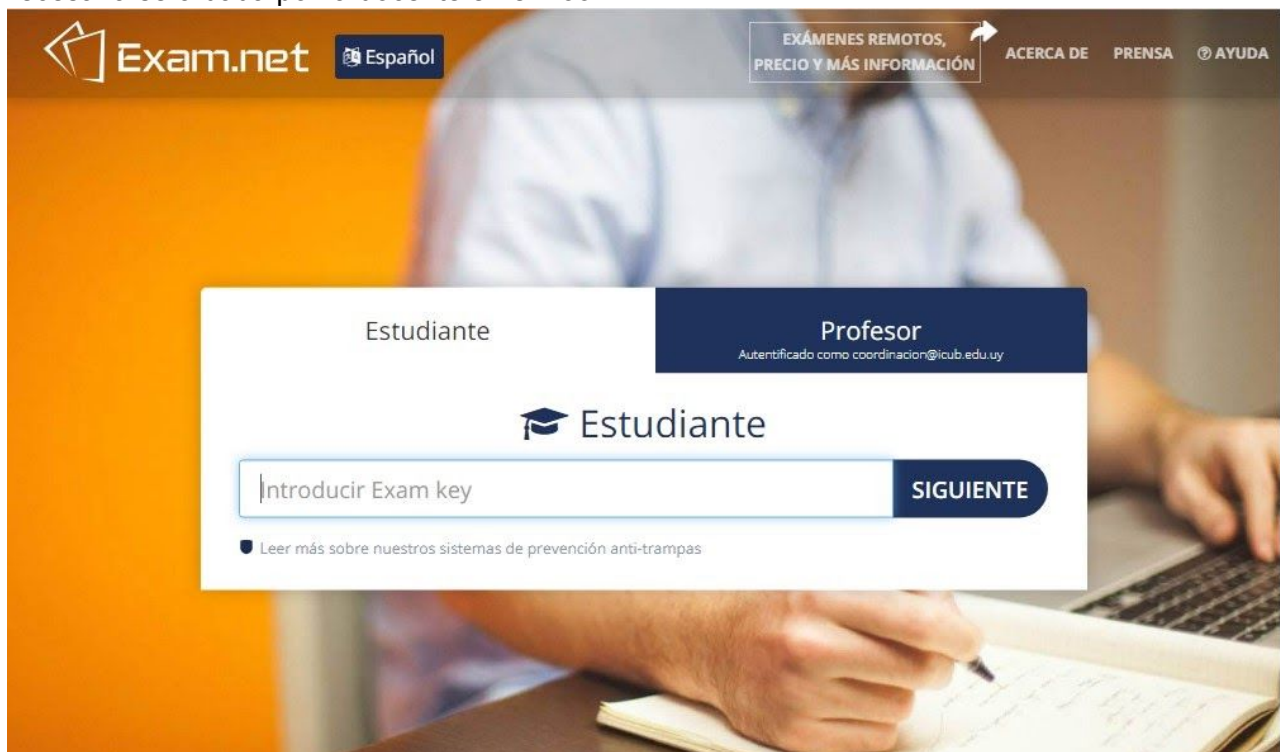 Exam.net
Español
EXÁMENES REMOTOS,
PRECIO Y MÁS INFORMACIÓN
ACERCA DE
PRENSA
AYUDA
Estudiante
Profesor
Autentificado como coordinacion@icub.edu.uy
Estudiante
Introducir Exam key
SIGUIENTE
Leer más sobre nuestros sistemas de prevención anti-trampas